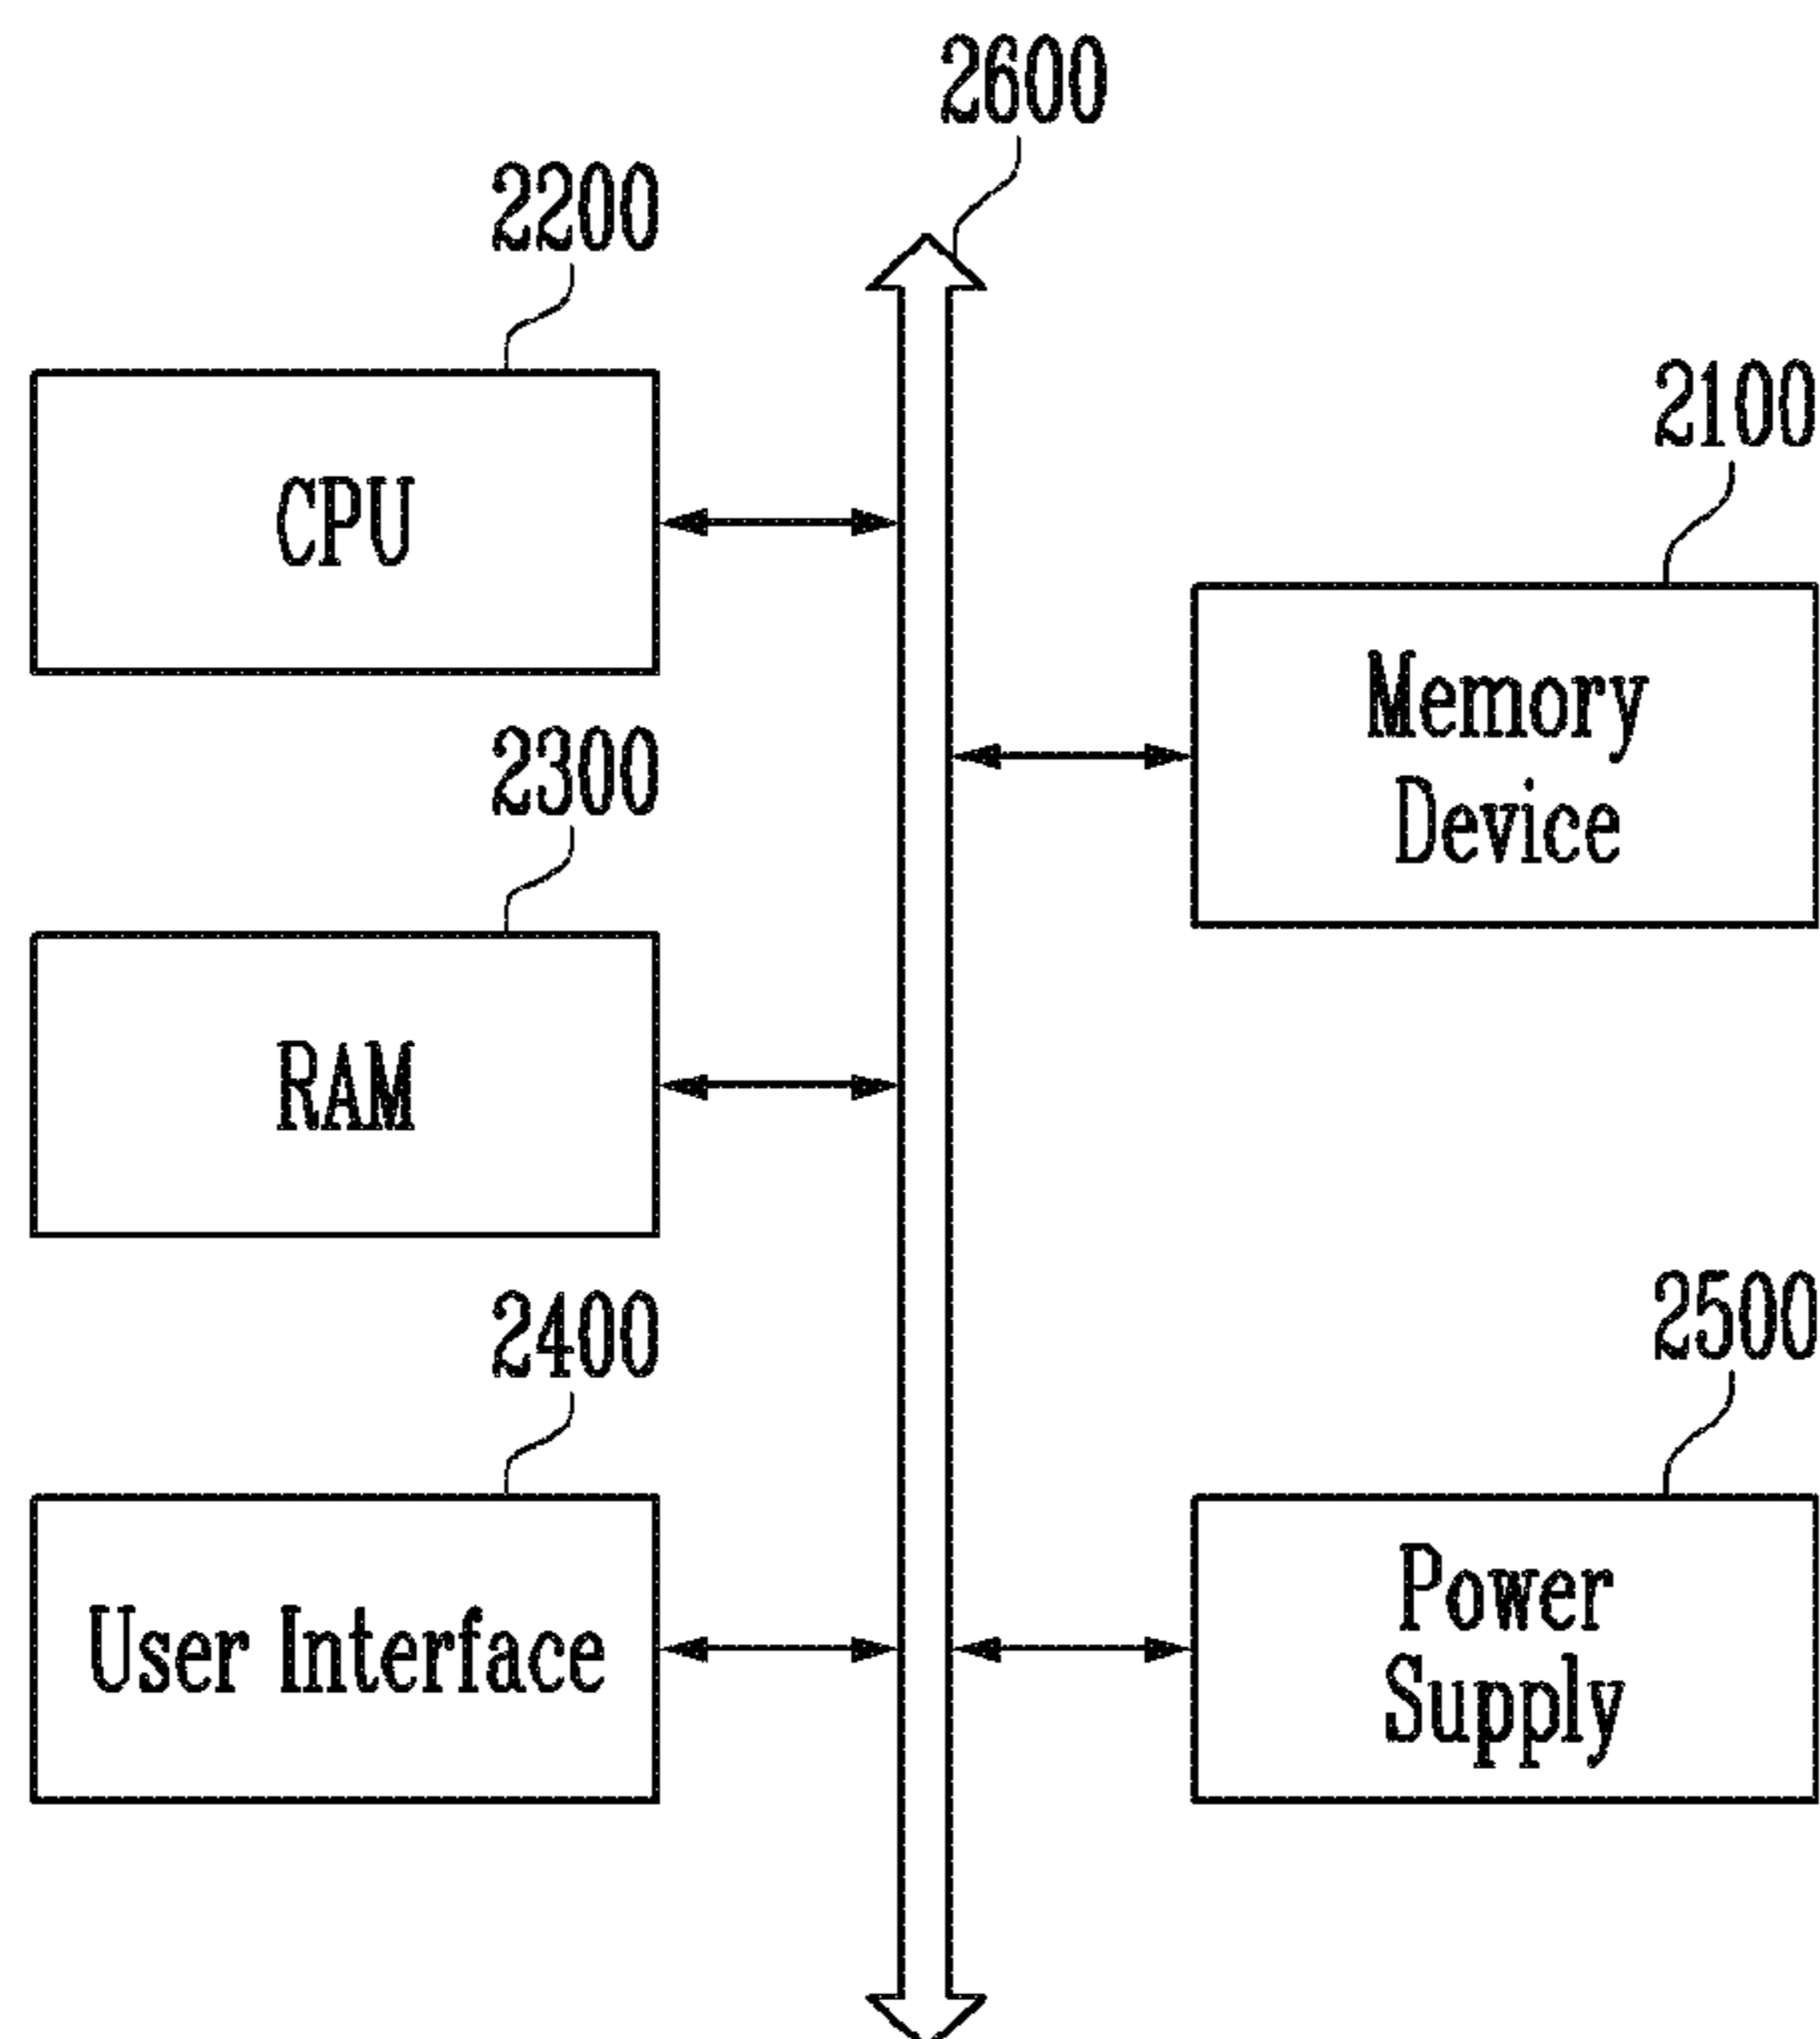 2600
2200
CPU
2100
Memory
Device
2300
RAM
2400
User Interface
2500
Power
Supply